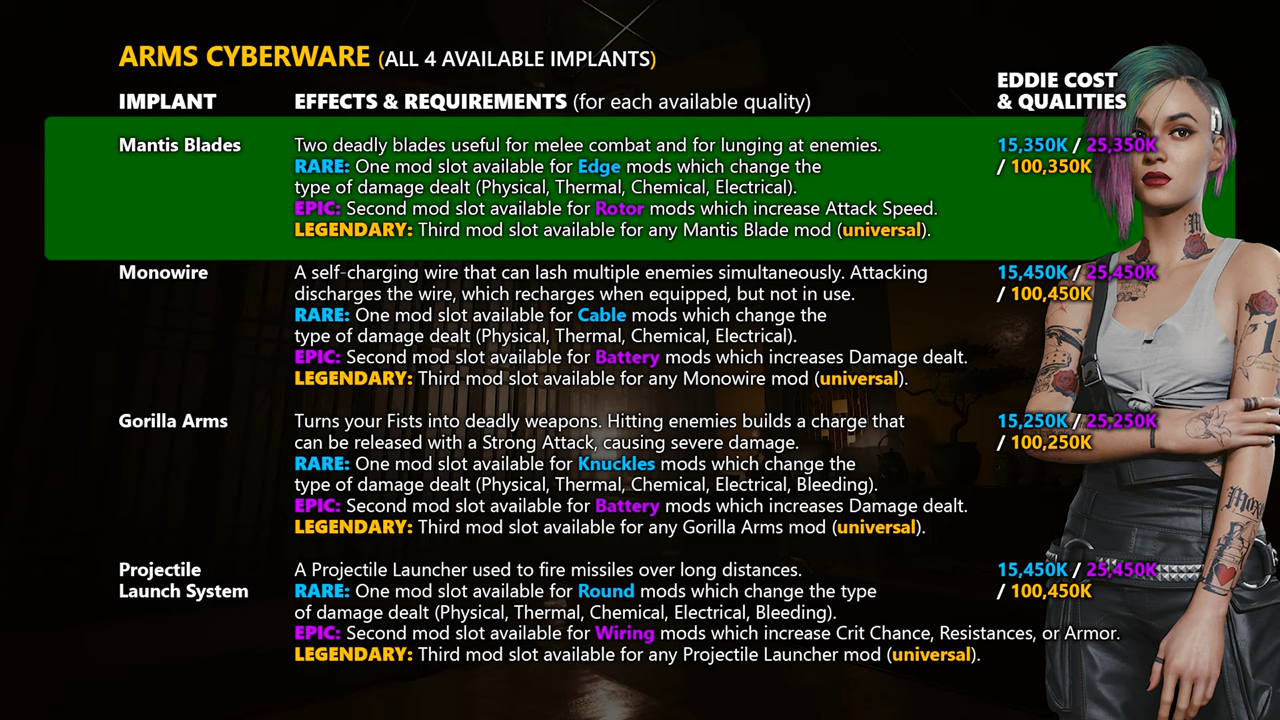 ARMS CYBERWARE (ALL 4 AVAILABLE IMPLANTS)
IMPLANT
EFFECTS & REQUIREMENTS (for each available quality)
EDDIE COST
& QUALITIES
Mantis Blades
Two deadly blades useful for melee combat and for lunging at enemies.
RARE: One mod slot available for Edge mods which change the
type of damage dealt (Physical, Thermal, Chemical, Electrical).
EPIC: Second mod slot available for Rotor mods which increase Attack Speed.
LEGENDARY: Third mod slot available for any Mantis Blade mod (universal).
15,350K / 25,350K
/ 100,350K
Monowire
A self-charging wire that can lash multiple enemies simultaneously. Attacking
discharges the wire, which recharges when equipped, but not in use.
RARE: One mod slot available for Cable mods which change the
type of damage dealt (Physical, Thermal, Chemical, Electrical).
EPIC: Second mod slot available for Battery mods which increases Damage dealt.
LEGENDARY: Third mod slot available for any Monowire mod (universal).
15,450K / 25,450K
/ 100,450K
Gorilla Arms
Turns your Fists into deadly weapons. Hitting enemies builds a charge that
can be released with a Strong Attack, causing severe damage.
RARE: One mod slot available for Knuckles mods which change the
type of damage dealt (Physical, Thermal, Chemical, Electrical, Bleeding).
EPIC: Second mod slot available for Battery mods which increases Damage dealt.
LEGENDARY: Third mod slot available for any Gorilla Arms mod (universal).
15,250K / 25,250K
/ 100,250K
Projectile
Launch System
A Projectile Launcher used to fire missiles over long distances.
RARE: One mod slot available for Round mods which change the type
of damage dealt (Physical, Thermal, Chemical, Electrical, Bleeding).
EPIC: Second mod slot available for Wiring mods which increase Crit Chance, Resistances, or Armor.
LEGENDARY: Third mod slot available for any Projectile Launcher mod (universal).
15,450K / 25,450K
/ 100,450K